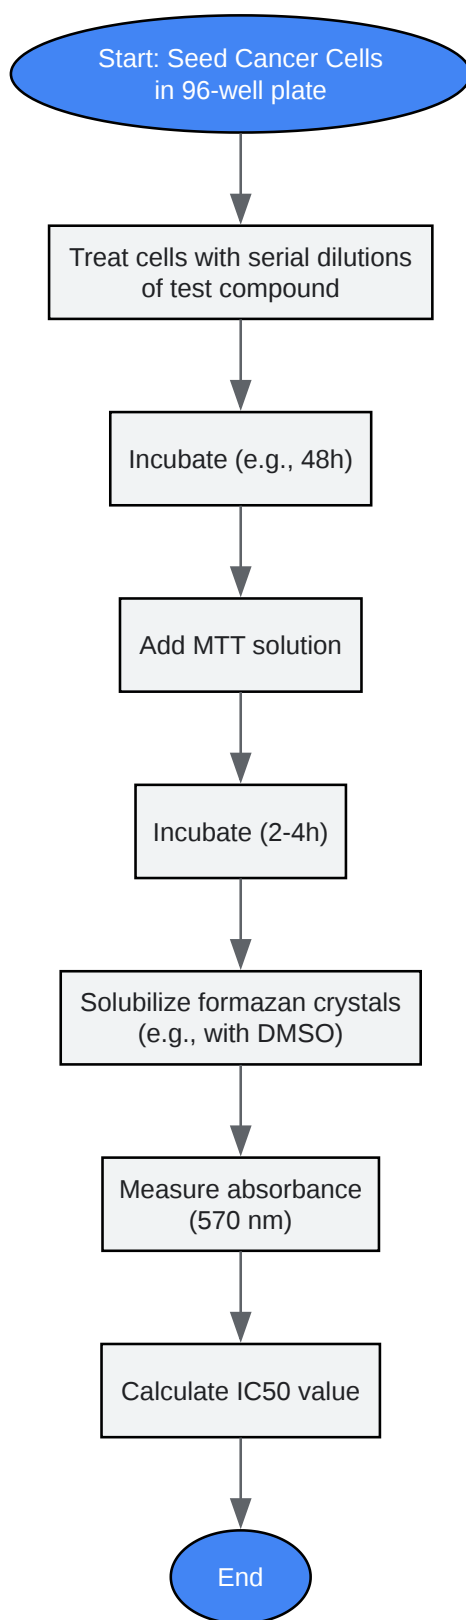 Start: Seed Cancer Cells
in 96-well plate
Treat cells with serial dilutions
of test compound
Incubate (e.g., 48h)
Add MTT solution
Incubate (2-4h)
Solubilize formazan crystals
(e.g., with DMSO)
Measure absorbance
(570 nm)
Calculate IC50 value
End